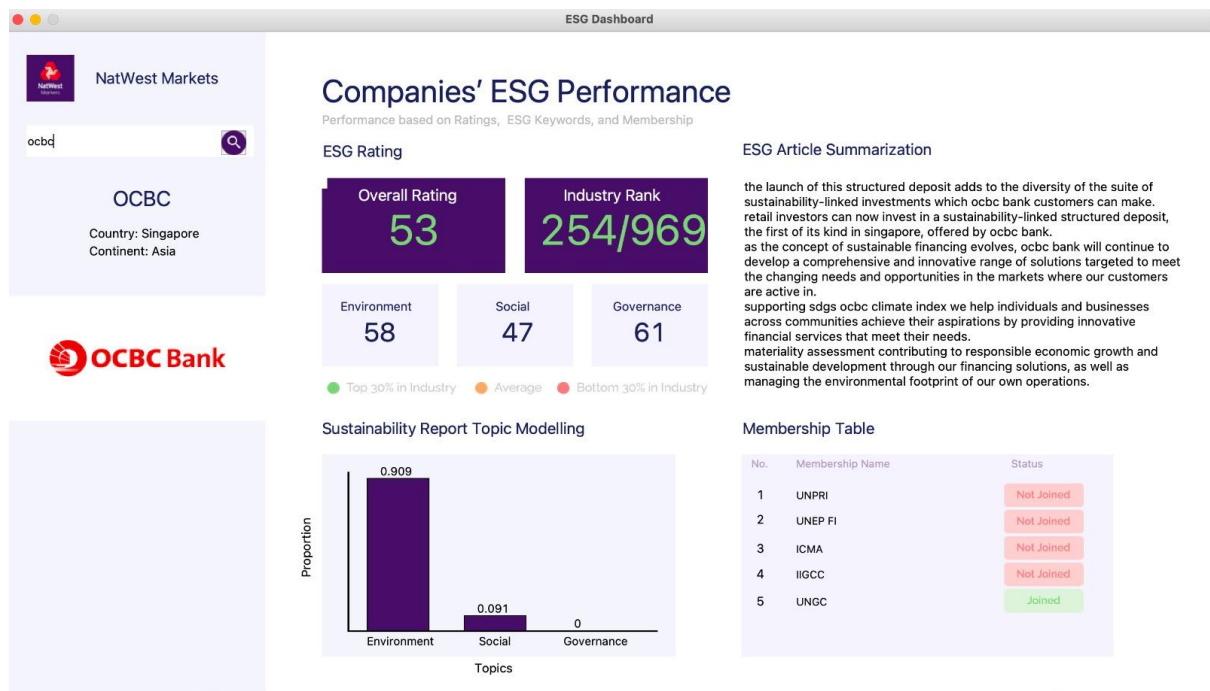 ESG Dashboard
NatWest
Markets
NatWest Markets
ocbc
OCBC
Country: Singapore
Continent: Asia
OCBC Bank
Companies' ESG Performance
Performance based on Ratings, ESG Keywords, and Membership
ESG Rating
Overall Rating
53
Industry Rank
254/969
Environment
58
Social
47
Governance
61
Top 30% in Industry
Average
Bottom 30% in Industry
ESG Article Summarization
the launch of this structured deposit adds to the diversity of the suite of
sustainability-linked investments which ocbc bank customers can make.
retail investors can now invest in a sustainability-linked structured deposit,
the first of its kind in singapore, offered by ocbc bank.
as the concept of sustainable financing evolves, ocbc bank will continue to
develop a comprehensive and innovative range of solutions targeted to meet
the changing needs and opportunities in the markets where our customers
are active in.
supporting sdgs ocbc climate index we help individuals and businesses
across communities achieve their aspirations by providing innovative
financial services that meet their needs.
materiality assessment contributing to responsible economic growth and
sustainable development through our financing solutions, as well as
managing the environmental footprint of our own operations.
Sustainability Report Topic Modelling
Proportion
0.909
0.091
0
Environment
Social
Governance
Topics
Membership Table
No. Membership Name Status
1 UNPRI Not Joined
2 UNEP FI Not Joined
3 ICMA Not Joined
4 IIGCC Not Joined
5 UNGC Joined